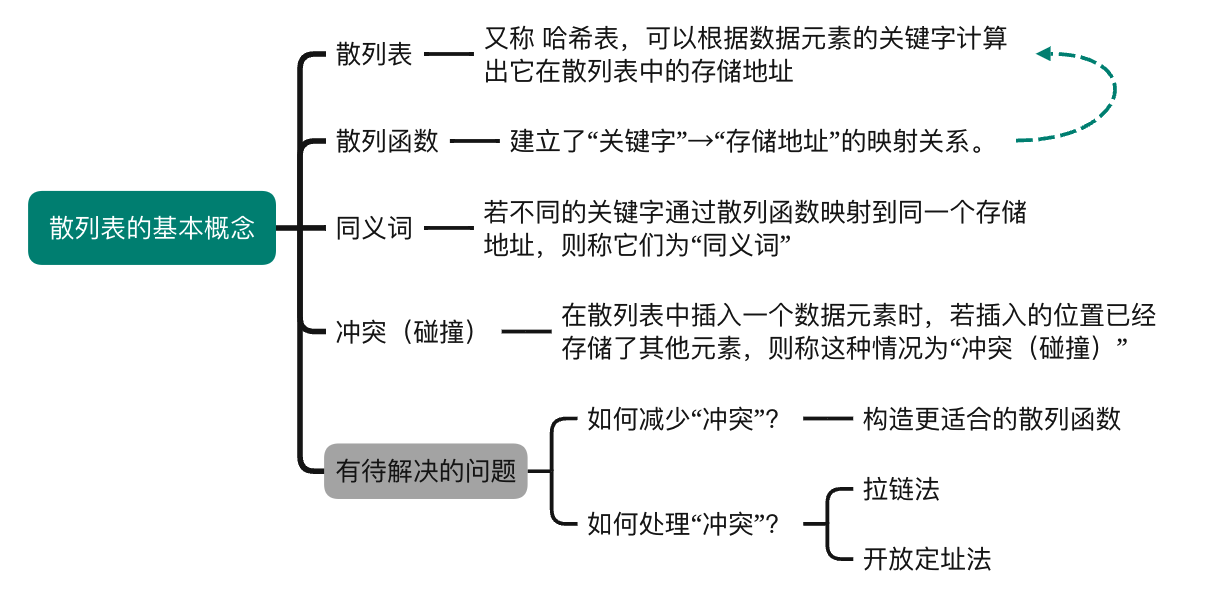 散列表的基本概念
散列表
又称 哈希表，可以根据数据元素的关键字计算
出它在散列表中的存储地址
散列函数
建立了“关键字”→“存储地址”的映射关系。
同义词
若不同的关键字通过散列函数映射到同一个存储
地址，则称它们为“同义词”
冲突（碰撞）
在散列表中插入一个数据元素时，若插入的位置已经
存储了其他元素，则称这种情况为“冲突（碰撞）”
有待解决的问题
如何减少“冲突”？
构造更适合的散列函数
如何处理“冲突”？
拉链法
开放定址法